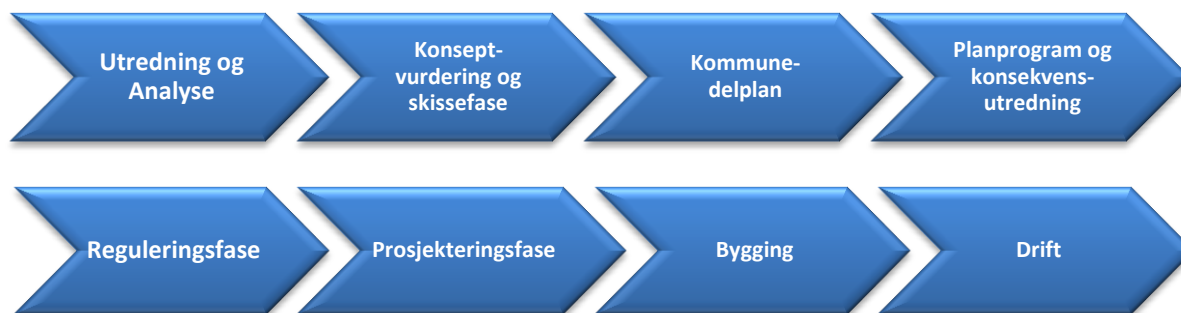 Utredning og
Analyse
Konsept-
vurdering og
skissefase
Kommune-
delplan
Planprogram og
konsekvens-
utredning
Reguleringsfase
Prosjekteringsfase
Bygging
Drift